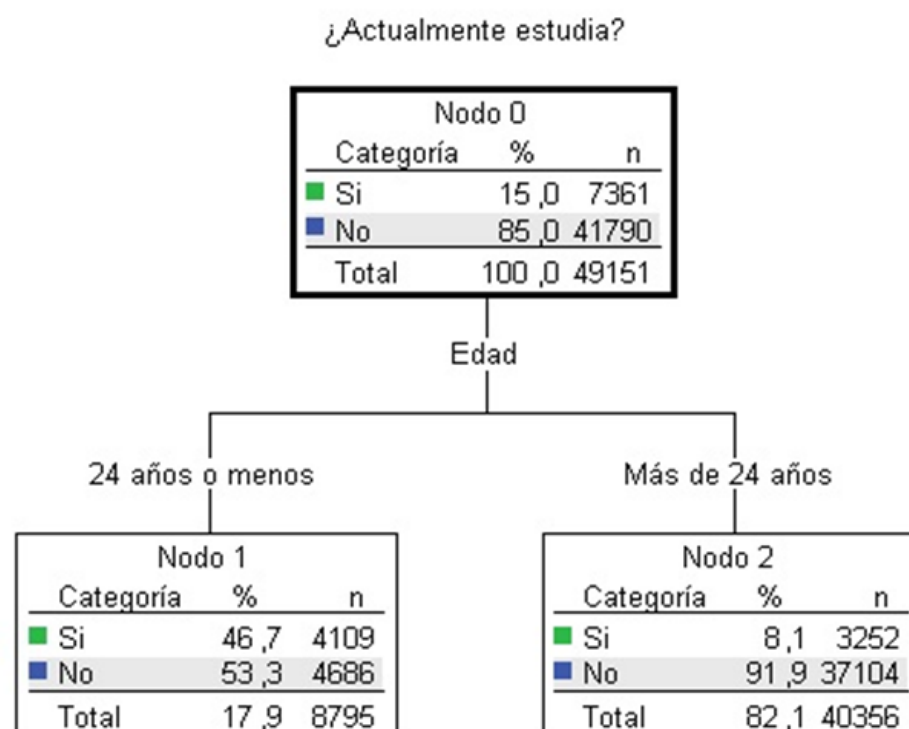 ¿Actualmente estudia?
Nodo 0
Categoría % n
Si 15,0 7361
No 85,0 41790
Total 100,0 49151
Edad
24 años o menos
Más de 24 años
Nodo 1
Categoría % n
Si 46,7 4109
No 53,3 4686
Total 17,9 8795
Nodo 2
Categoría % n
Si 8,1 3252
No 91,9 37104
Total 82,1 40356